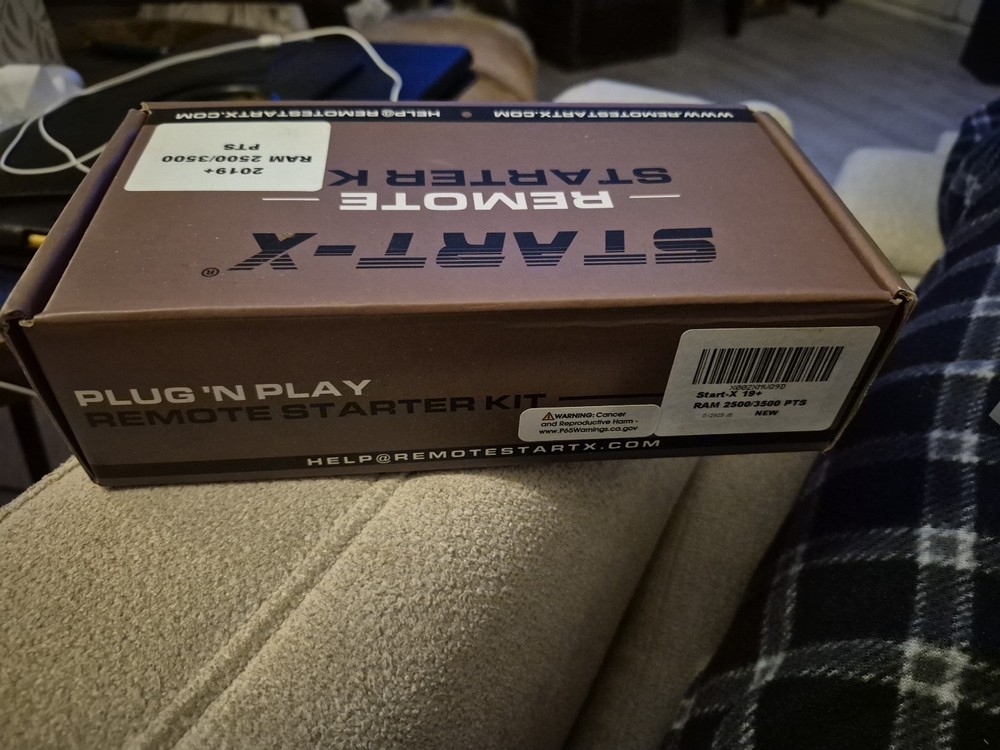 WWW.REMOTESTARTX.COM • HELP@REMOTESTARTX.COM
START-X®
REMOTE
STARTER K
2019+
RAM 2500/3500
PTS
PLUG 'N PLAY
REMOTE STARTER KIT
HELP@REMOTESTARTX.COM
WARNING: Cancer
and Reproductive Harm -
www.P65Warnings.ca.gov
Start-X 19+
RAM 2500/3500 PTS
NEW